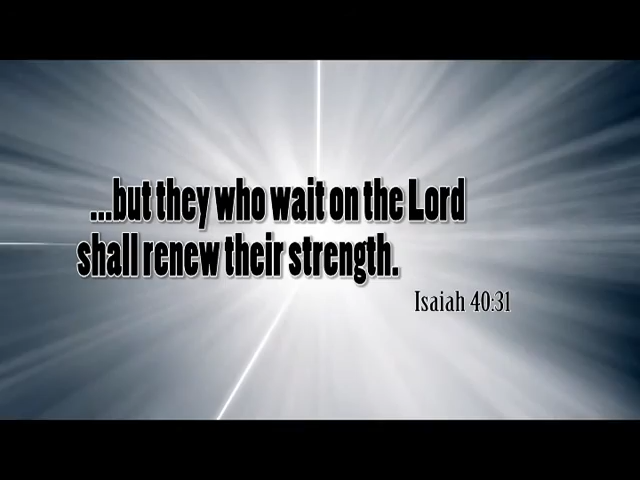 ...but they who wait on the Lord
shall renew their strength.
Isaiah 40:31